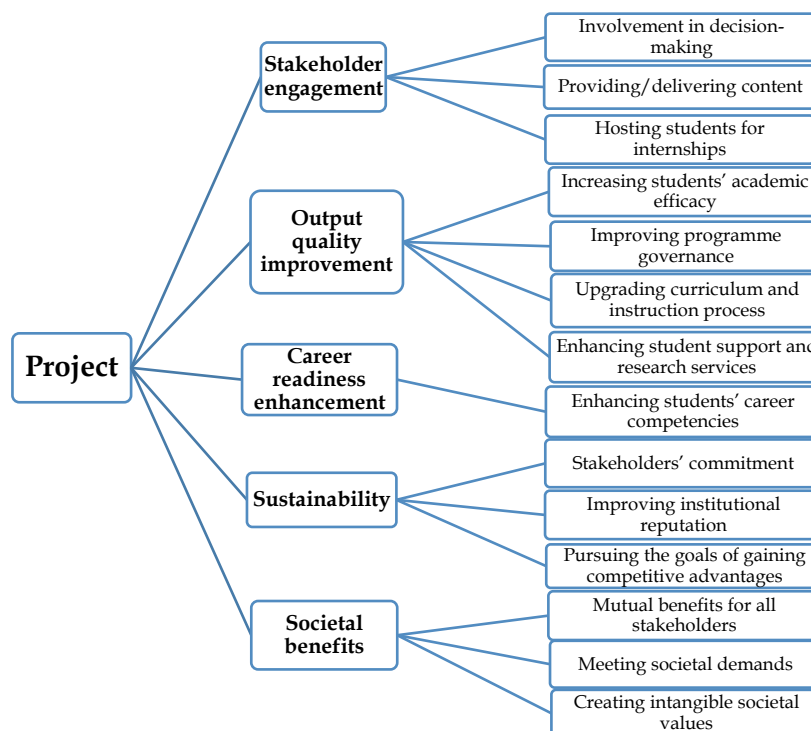 Project
Stakeholder
engagement
Involvement in decision-
making
Providing/delivering content
Hosting students for
internships
Output
quality
improvement
Increasing students’ academic
efficacy
Improving programme
governance
Upgrading curriculum and
instruction process
Enhancing student support and
research services
Career
readiness
enhancement
Enhancing students’ career
competencies
Sustainability
Stakeholders’ commitment
Improving institutional
reputation
Pursuing the goals of gaining
competitive advantages
Societal
benefits
Mutual benefits for all
stakeholders
Meeting societal demands
Creating intangible societal
values